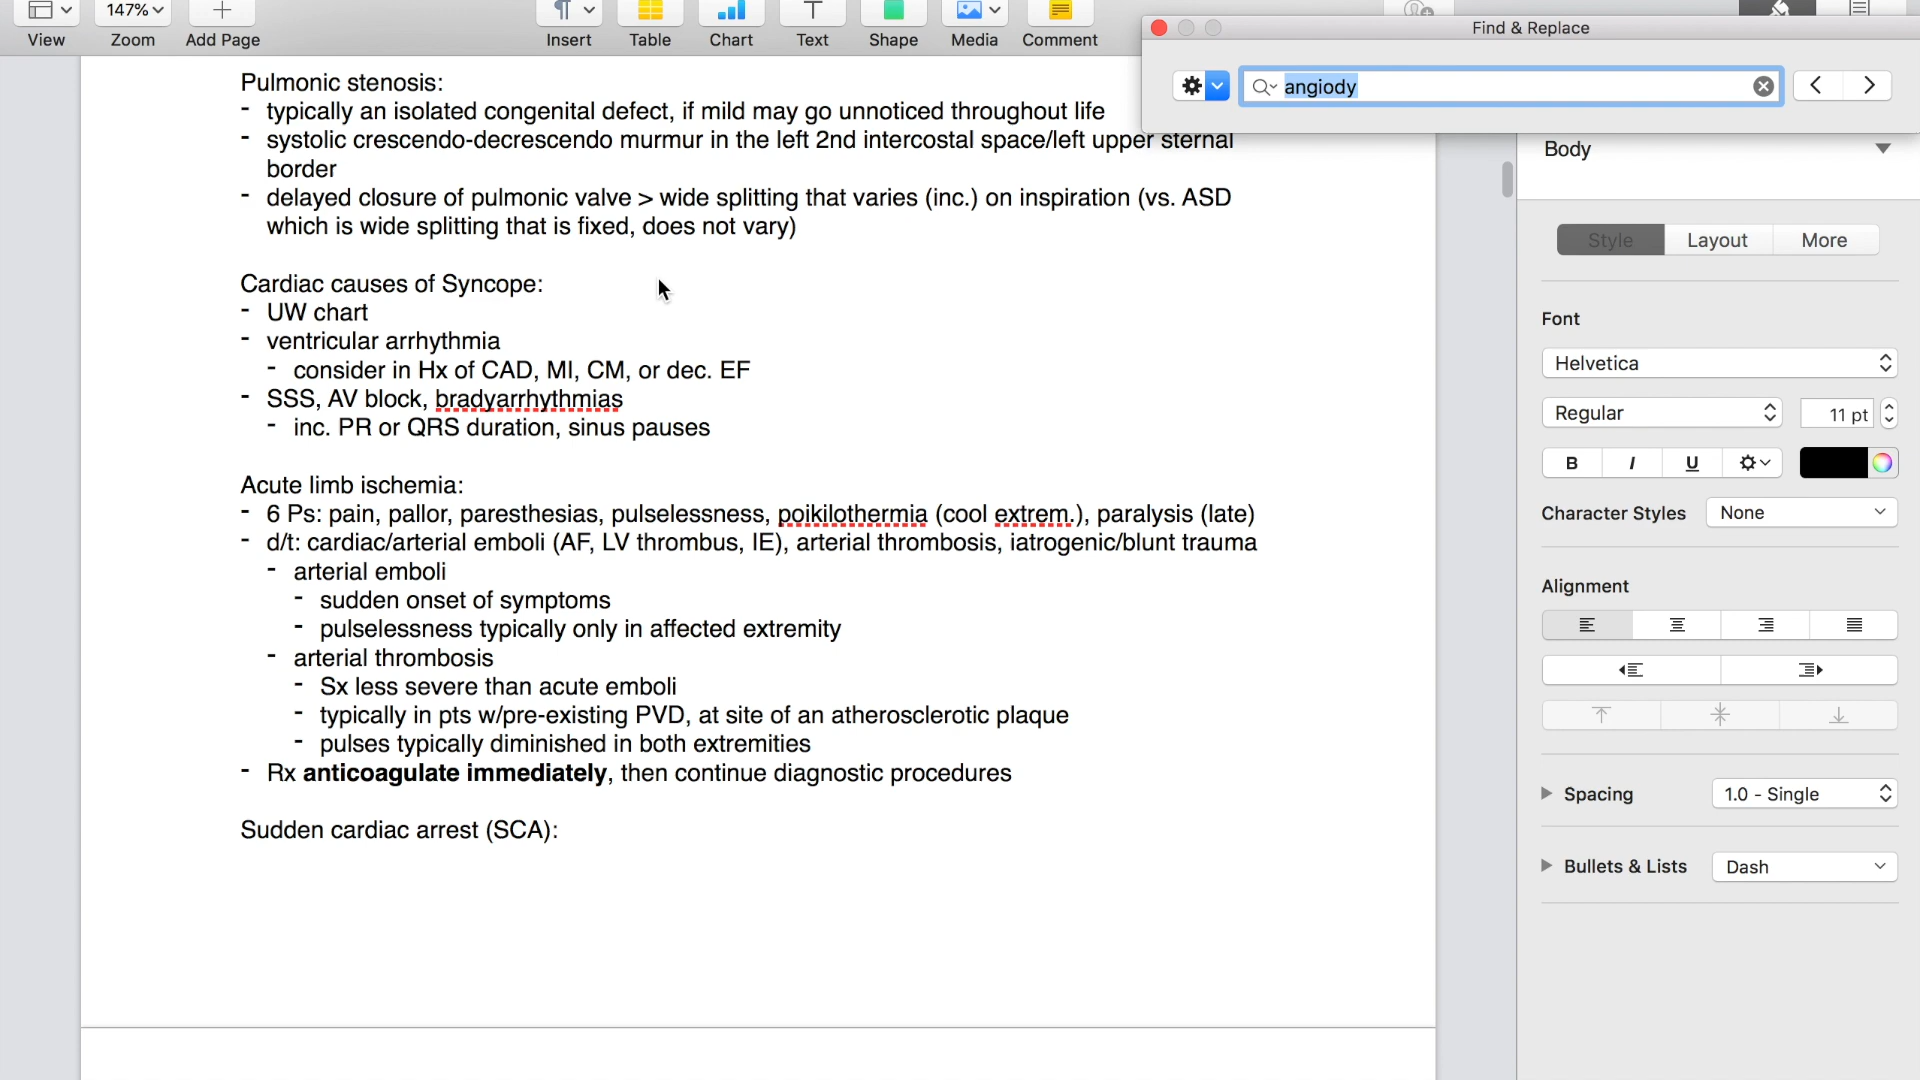 147%
View
Zoom
Add Page
Insert
Table
Chart
Text
Shape
Media
Comment
Find & Replace
angiody
Pulmonic stenosis:
- typically an isolated congenital defect, if mild may go unnoticed throughout life
- systolic crescendo-decrescendo murmur in the left 2nd intercostal space/left upper sternal
border
- delayed closure of pulmonic valve > wide splitting that varies (inc.) on inspiration (vs. ASD
which is wide splitting that is fixed, does not vary)
Cardiac causes of Syncope:
- UW chart
- ventricular arrhythmia
- consider in Hx of CAD, MI, CM, or dec. EF
- SSS, AV block, bradyarrhythmias
- inc. PR or QRS duration, sinus pauses
Acute limb ischemia:
- 6 Ps: pain, pallor, paresthesias, pulselessness, poikilothermia (cool extrem.), paralysis (late)
- d/t: cardiac/arterial emboli (AF, LV thrombus, IE), arterial thrombosis, iatrogenic/blunt trauma
- arterial emboli
- sudden onset of symptoms
- pulselessness typically only in affected extremity
- arterial thrombosis
- Sx less severe than acute emboli
- typically in pts w/pre-existing PVD, at site of an atherosclerotic plaque
- pulses typically diminished in both extremities
- Rx anticoagulate immediately, then continue diagnostic procedures
Sudden cardiac arrest (SCA):
Body
Style
Layout
More
Font
Helvetica
Regular
11 pt
B
I
U
Character Styles
None
Alignment
Spacing
1.0 - Single
Bullets & Lists
Dash